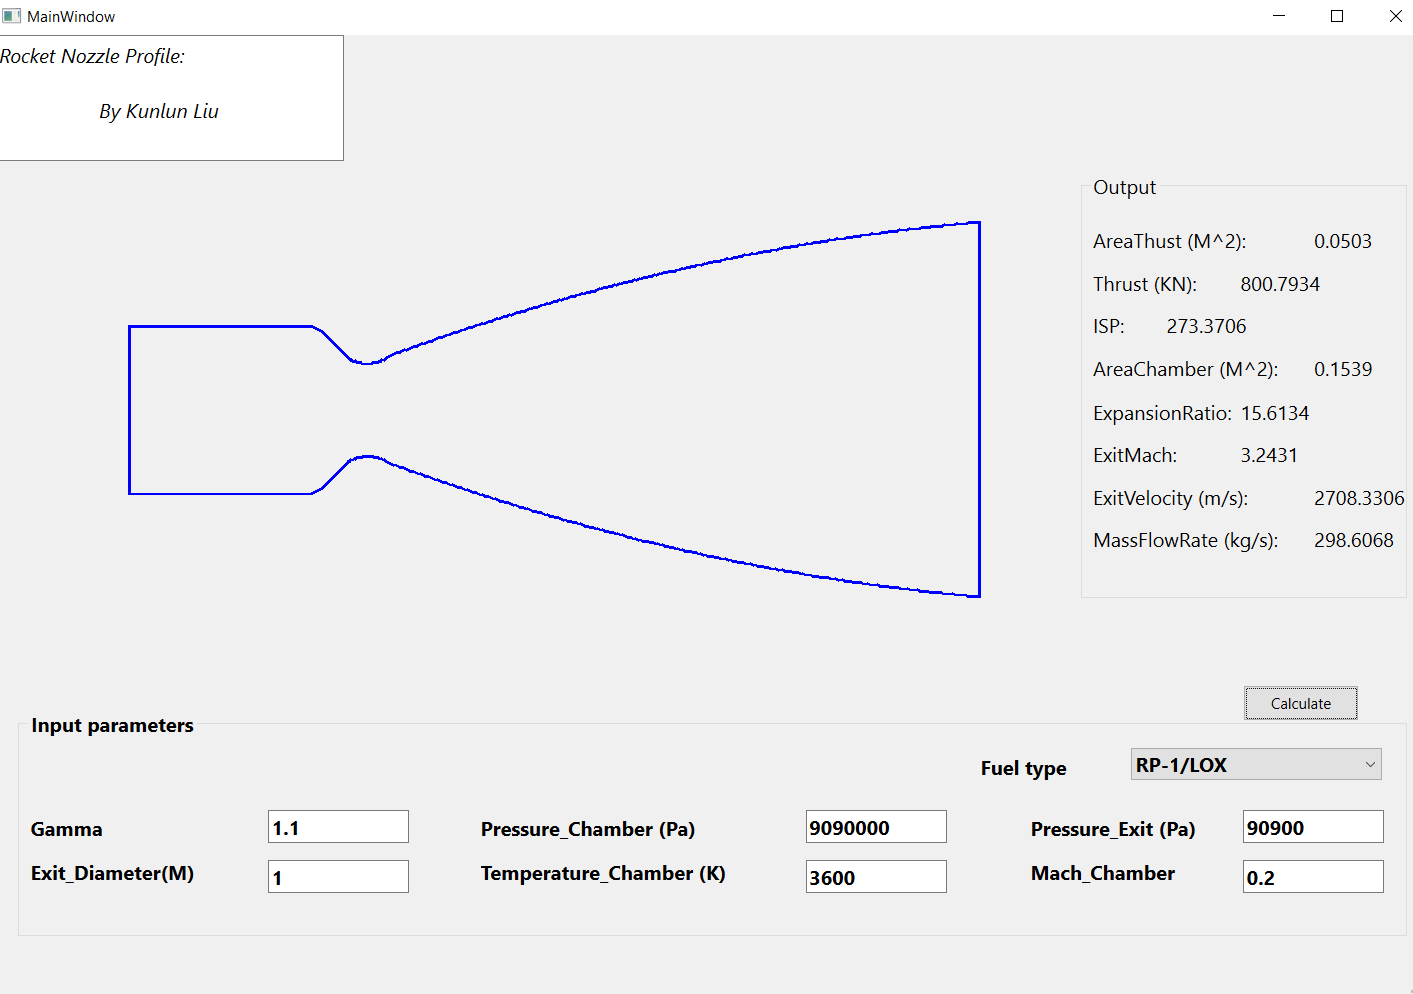 MainWindow
Rocket Nozzle Profile:
By Kunlun Liu
Output
AreaThust (M^2): 0.0503
Thrust (KN): 800.7934
ISP: 273.3706
AreaChamber (M^2): 0.1539
ExpansionRatio: 15.6134
ExitMach: 3.2431
ExitVelocity (m/s): 2708.3306
MassFlowRate (kg/s): 298.6068
Calculate
Input parameters
Fuel type RP-1/LOX
Gamma 1.1 Pressure_Chamber (Pa) 9090000 Pressure_Exit (Pa) 90900
Exit_Diameter(M) 1 Temperature_Chamber (K) 3600 Mach_Chamber 0.2